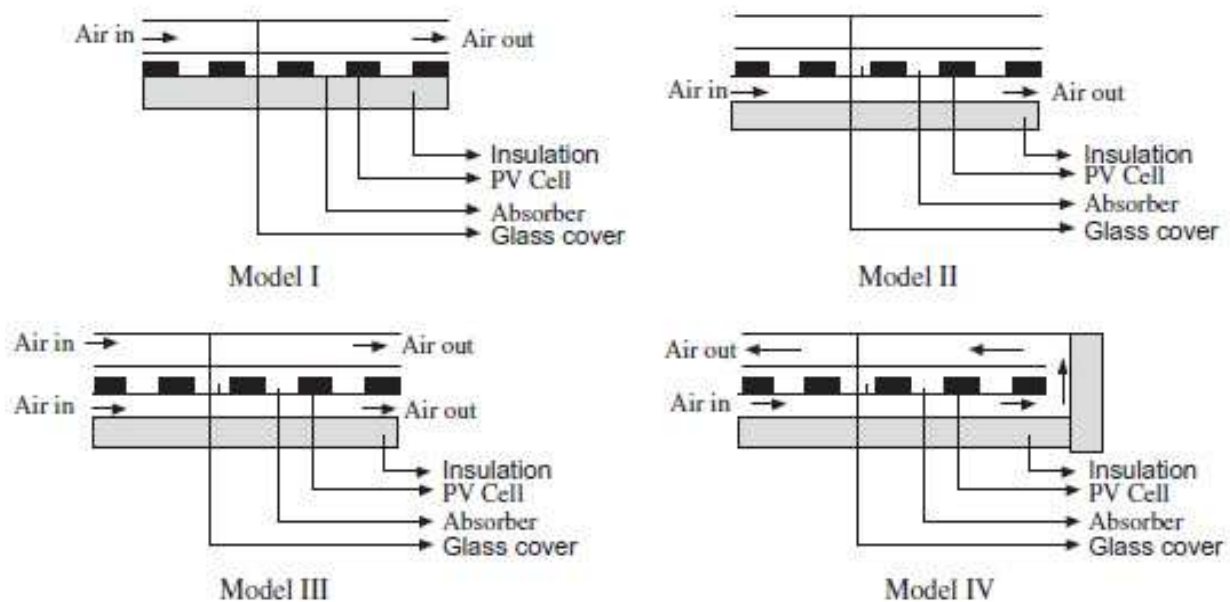 Air in
Air out
Insulation
PV Cell
Absorber
Glass cover
Model I
Air in
Air out
Insulation
PV Cell
Absorber
Glass cover
Model II
Air in
Air out
Air in
Air out
Insulation
PV Cell
Absorber
Glass cover
Model III
Air out
Air in
Insulation
PV Cell
Absorber
Glass cover
Model IV